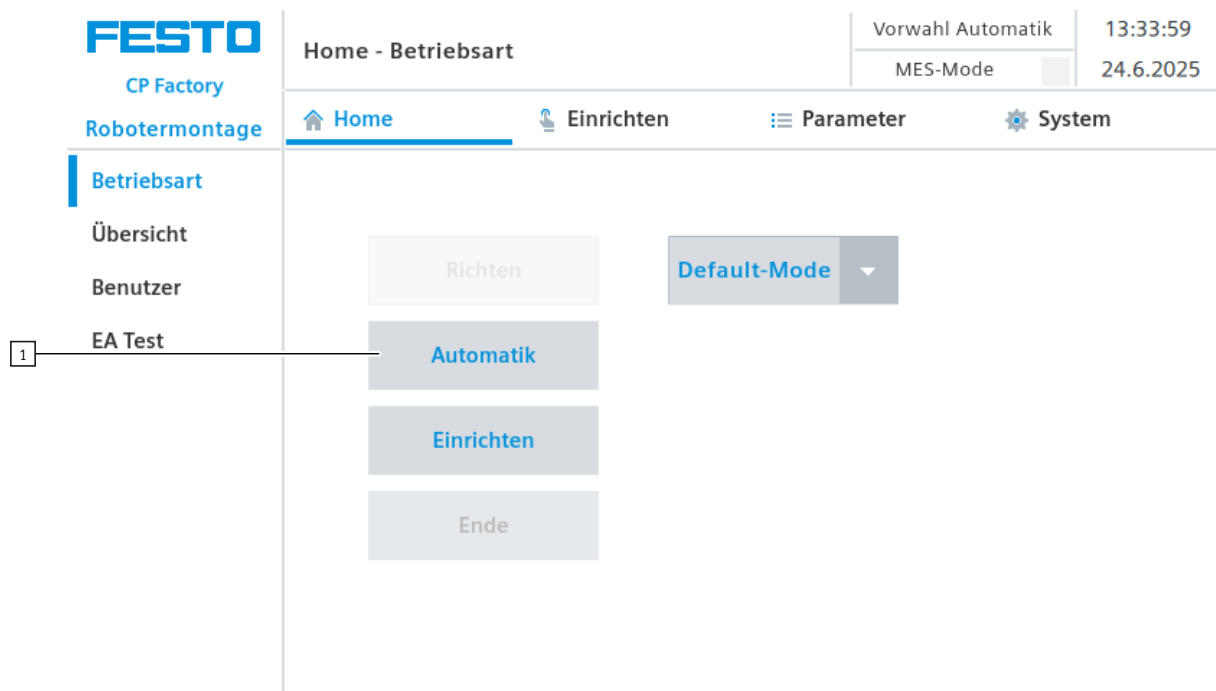 FESTO
CP Factory
Robotermontage
Home - Betriebsart
Vorwahl Automatik
MES-Mode
13:33:59
24.6.2025
Home
Einrichten
Parameter
System
Betriebsart
Übersicht
Benutzer
EA Test
1
Richten
Default-Mode
Automatik
Einrichten
Ende